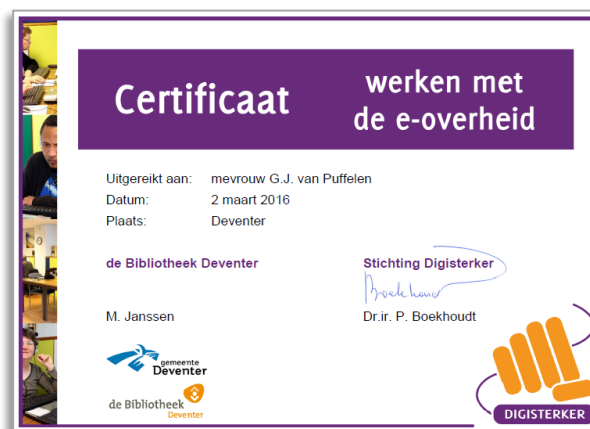 Certificaat
werken met
de e-overheid
Uitgereikt aan: mevrouw G.J. van Puffelen
Datum: 2 maart 2016
Plaats: Deventer
de Bibliotheek Deventer
Stichting Digisterker
Boekhoudt
M. Janssen
Dr.ir. P. Boekhoudt
gemeente
Deventer
de Bibliotheek
Deventer
DIGISTERKER